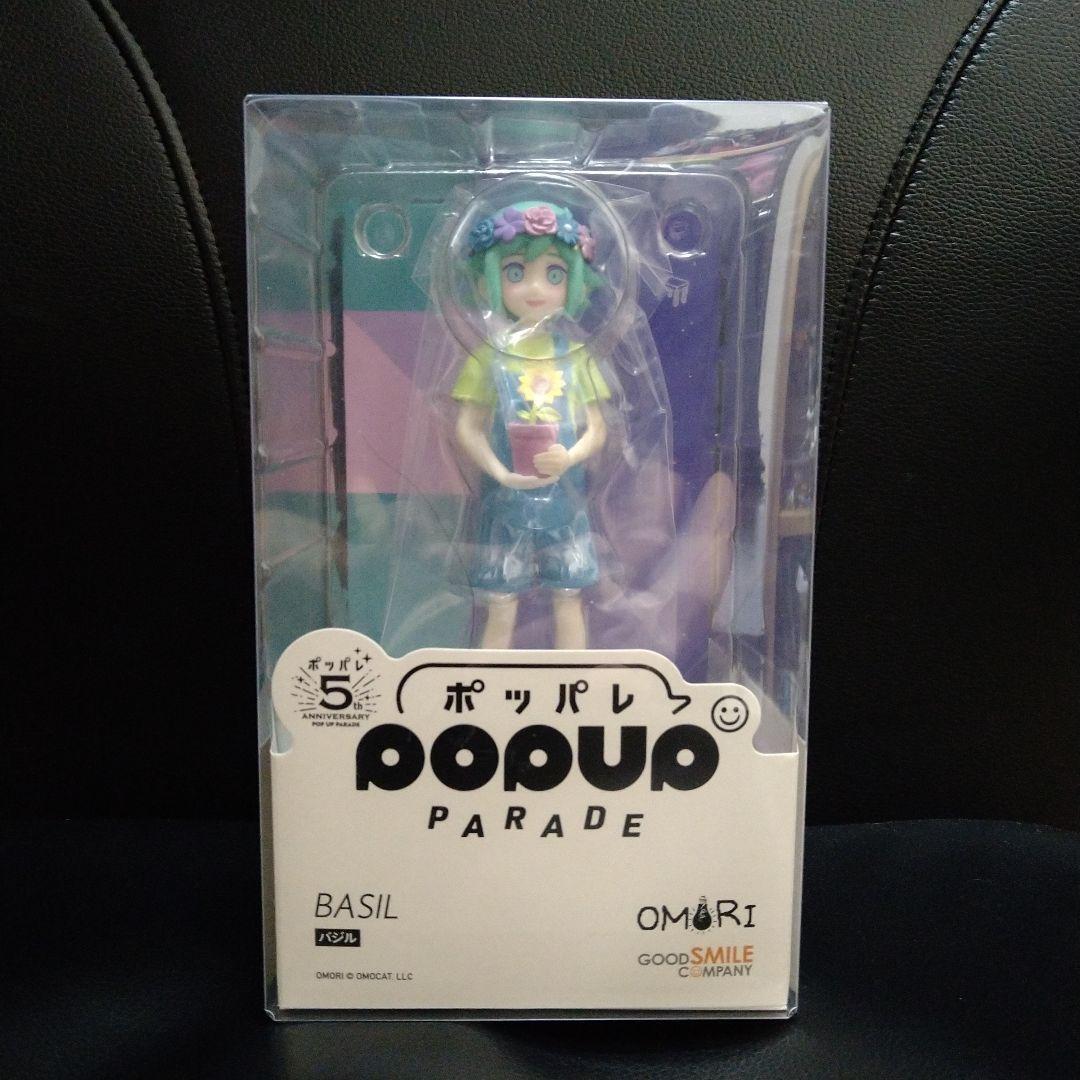 ポッパレ
5th
ANNIVERSARY
POP UP PARADE
ポッパレ
POPUP
PARADE
BASIL
バジル
OMORI
OMORI © OMOCAT, LLC
GOOD SMILE
COMPANY